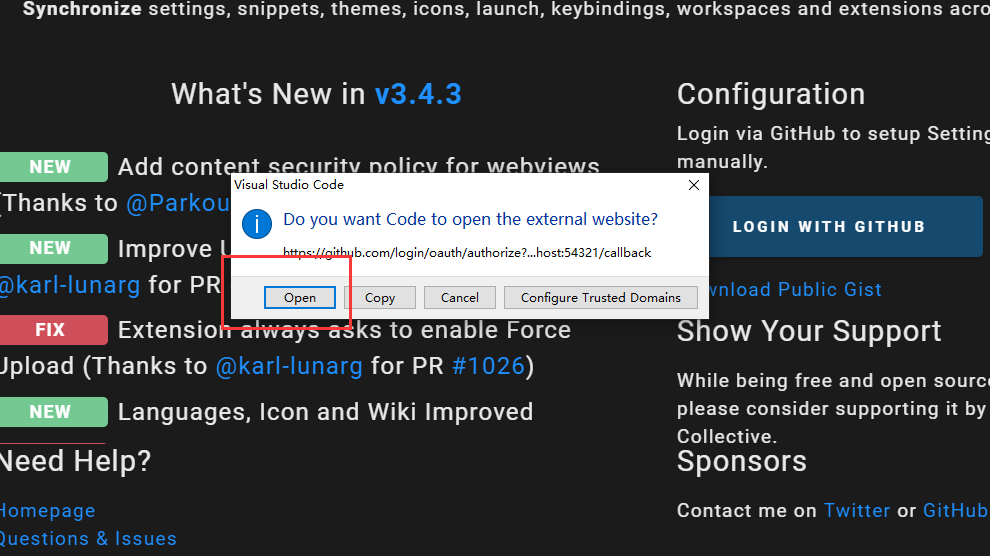 Synchronize settings, snippets, themes, icons, launch, keybindings, workspaces and extensions
What's New in v3.4.3
NEW Add content security policy for webviews
(Thanks to @Parkou
NEW Improve
@karl-lunarg for PR
FIX Extension always asks to enable Force
Upload (Thanks to @karl-lunarg for PR #1026)
NEW Languages, Icon and Wiki Improved
Need Help?
Homepage
Questions & Issues
Visual Studio Code
Do you want Code to open the external website?
https://github.com/login/oauth/authorize?...host:54321/callback
Open Copy Cancel Configure Trusted Domains
Configuration
Login via GitHub to setup Setting
manually.
LOGIN WITH GITHUB
Public Gist
Show Your Support
While being free and open source
please consider supporting it by
Collective.
Sponsors
Contact me on Twitter or GitHub